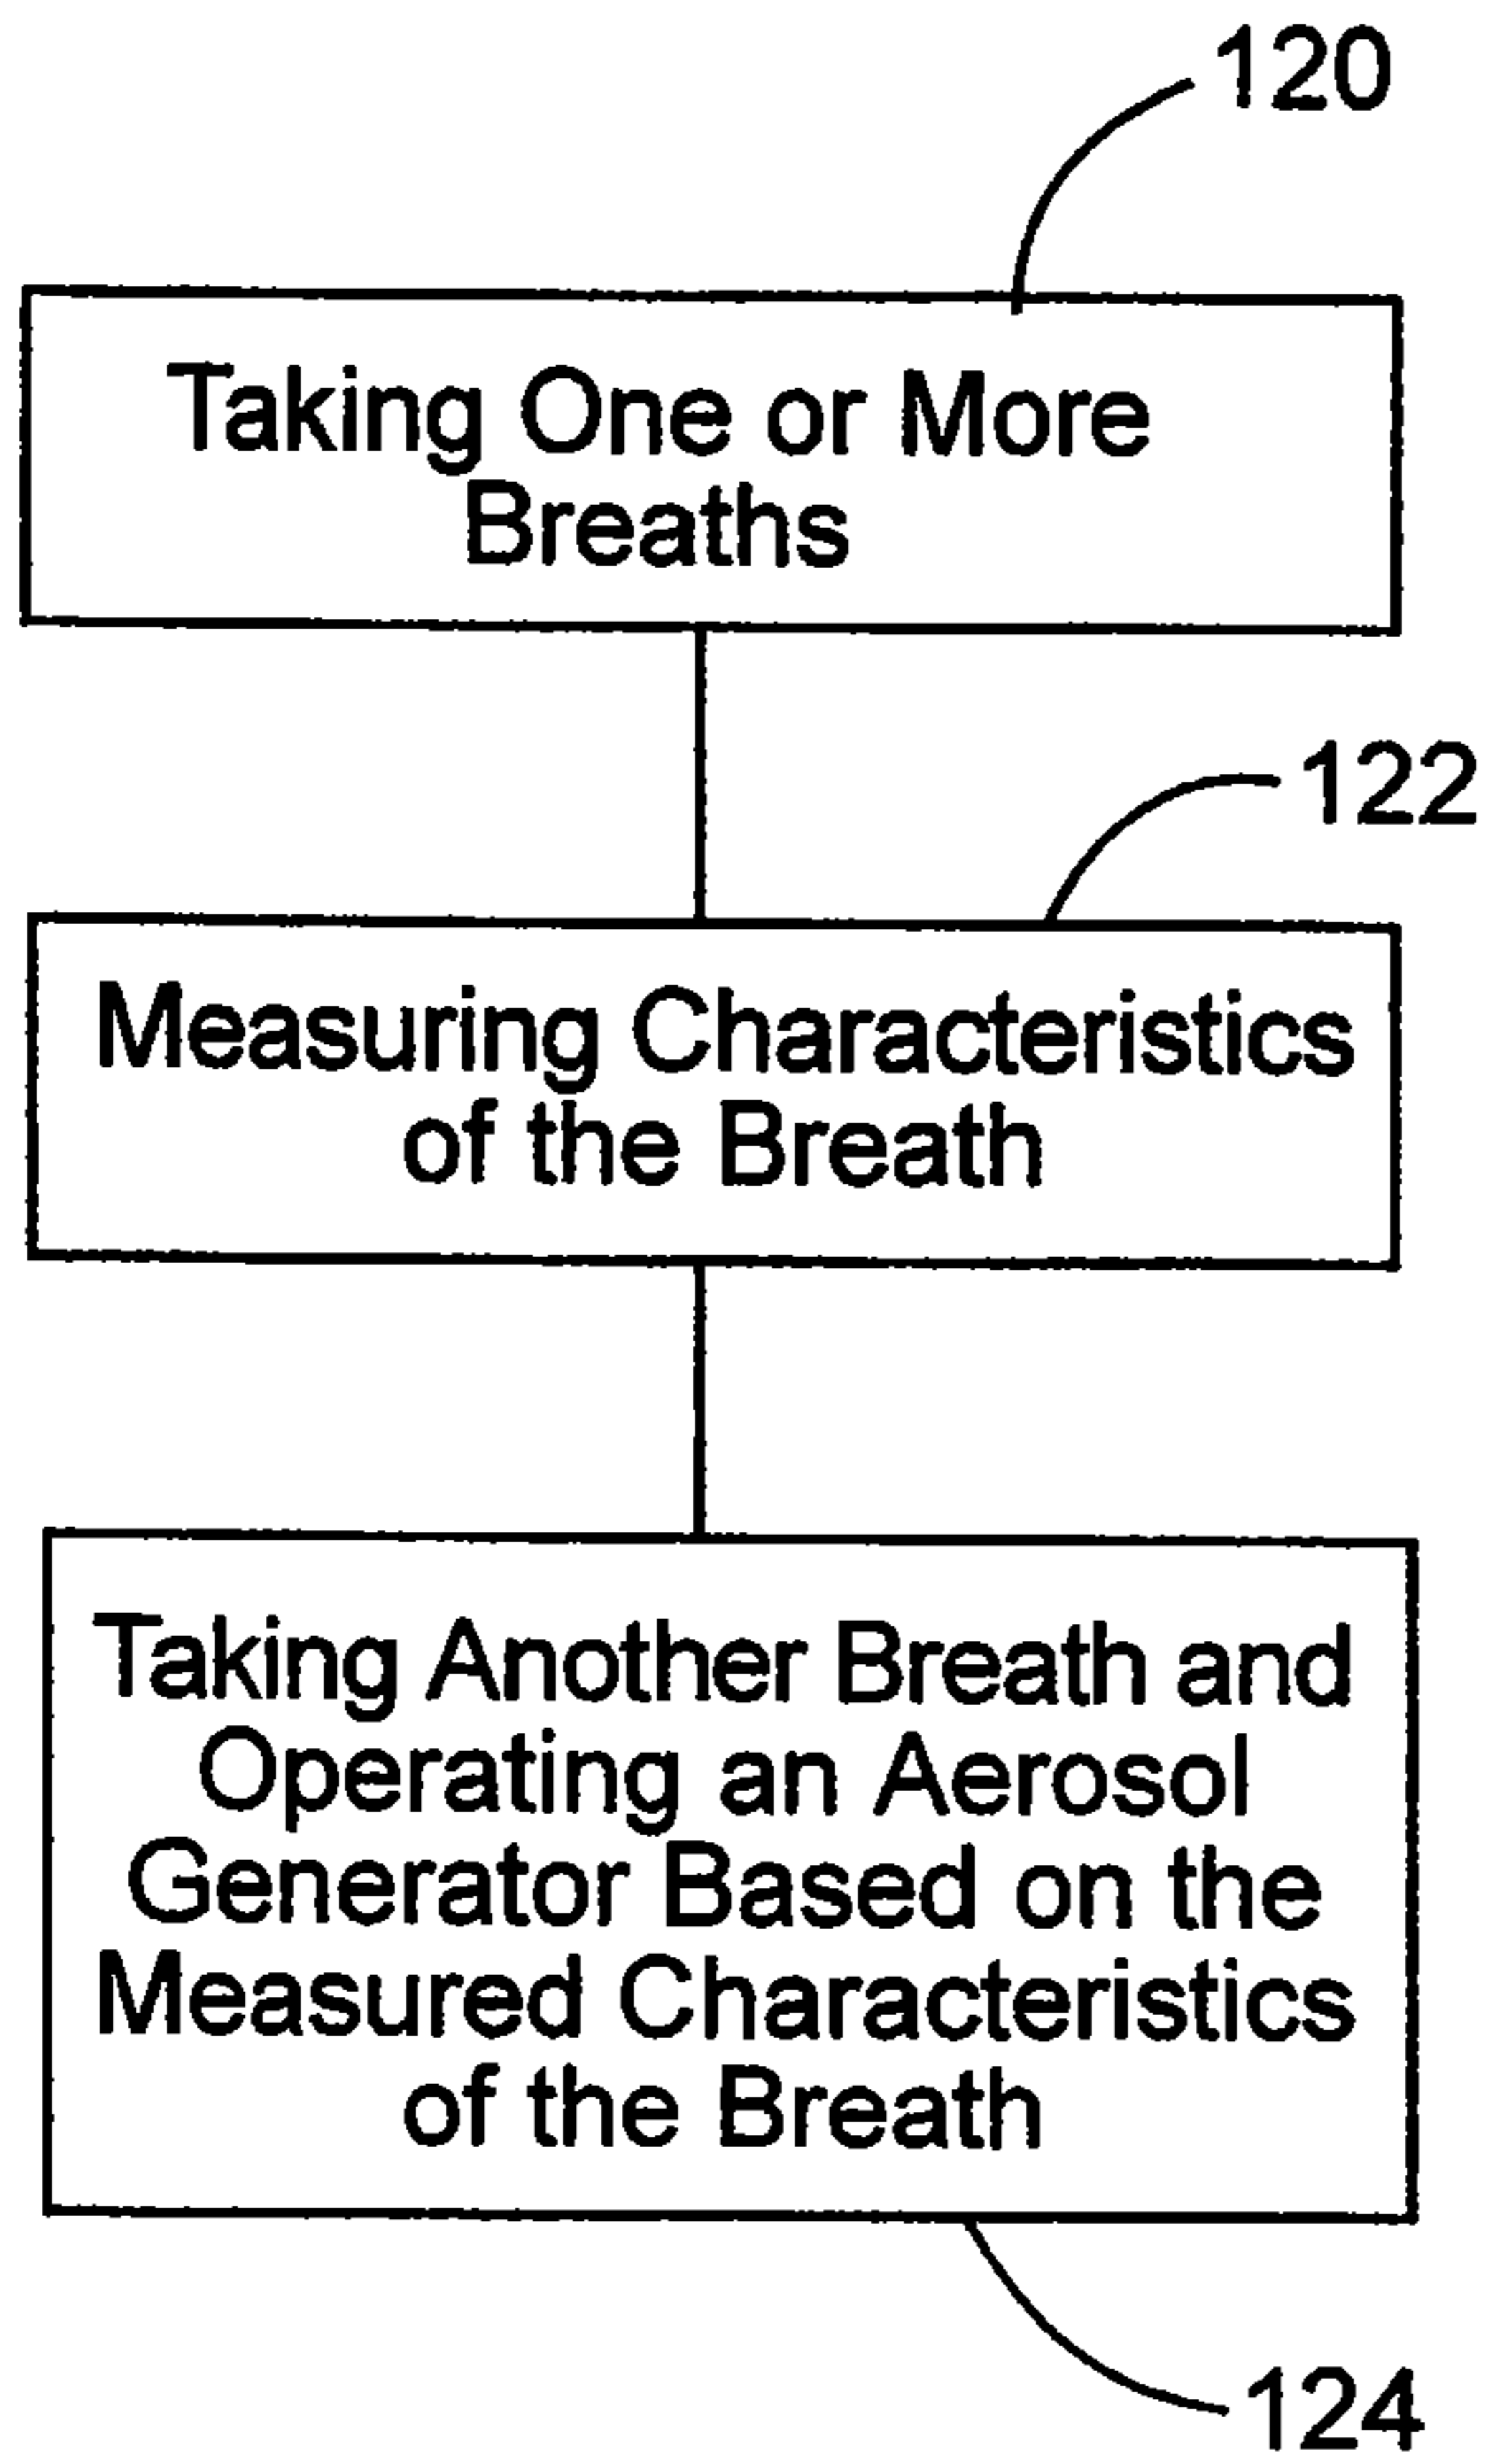 120
Taking One or More
Breaths
122
Measuring Characteristics
of the Breath
Taking Another Breath and
Operating an Aerosol
Generator Based on the
Measured Characteristics
of the Breath
124